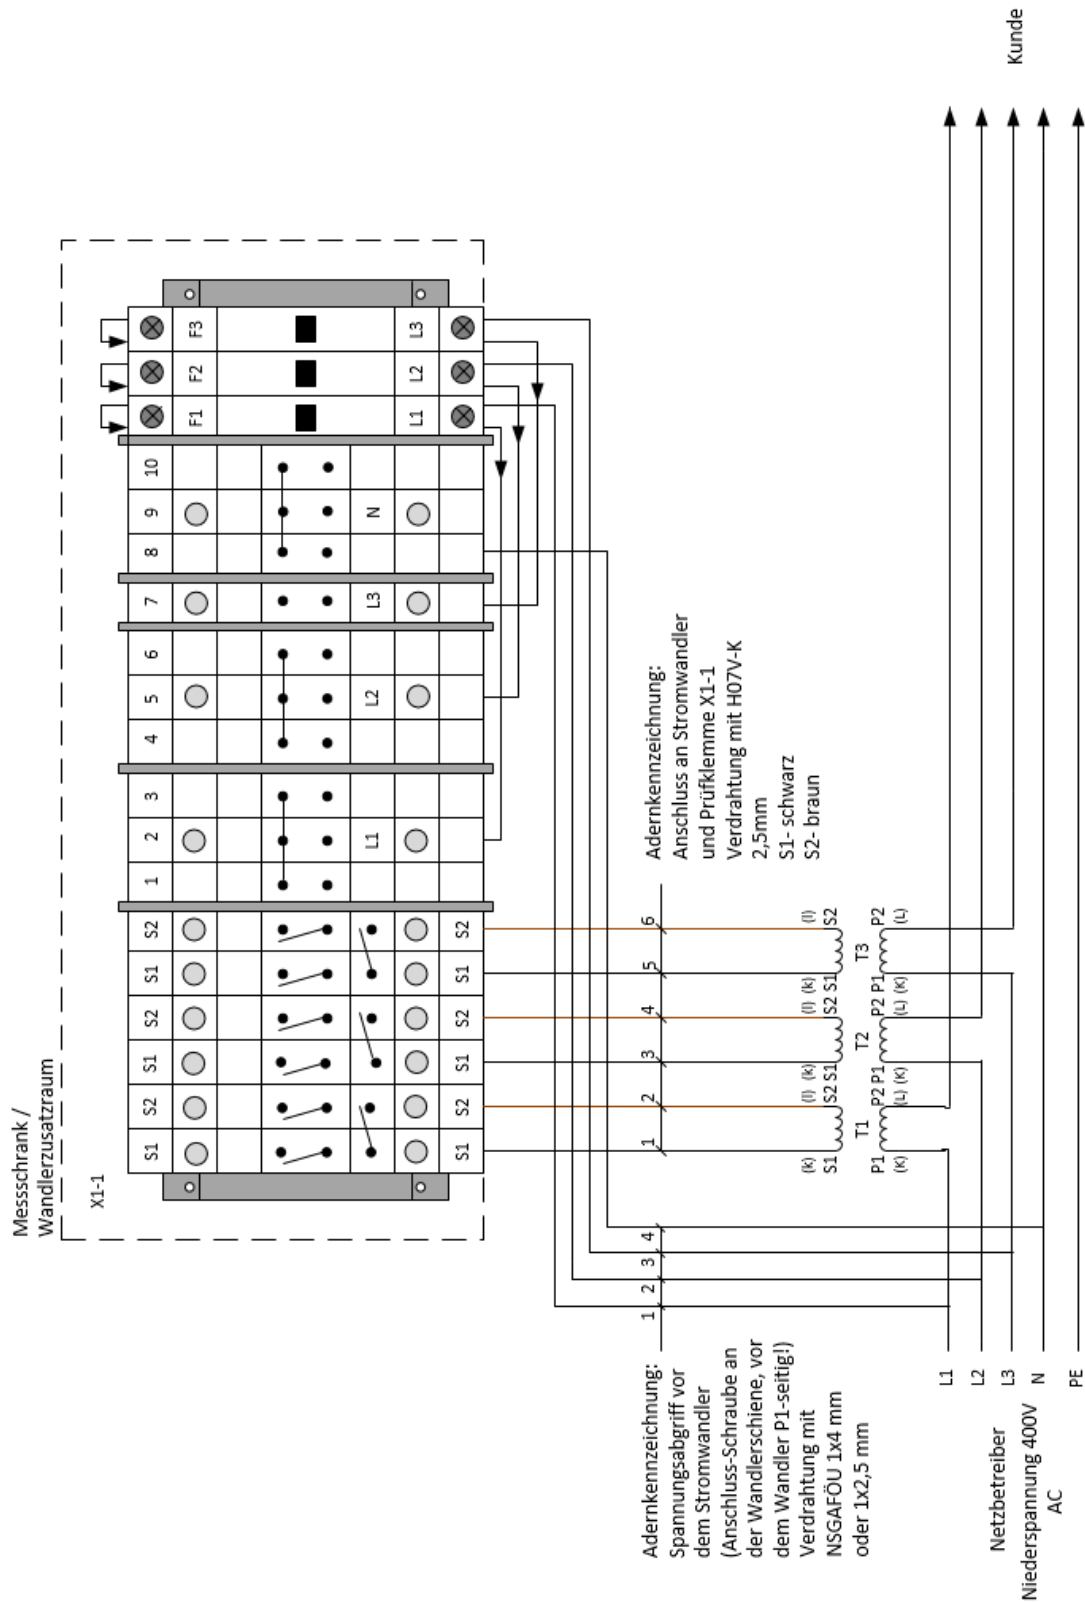 Messschrank /
Wandlerzusatzraum
X1-1
S1 S2 S1 S2 S1 S2 1 2 3 4 5 6 7 8 9 10 F1 F2 F3
L1 L2 L3 N L1 L2 L3
S1 S2 S1 S2 S1 S2
Kunde
Adernkennzeichnung:
Spannungsabgriff vor
dem Stromwandler
(Anschluss-Schraube an
der Wandlerschiene, vor
dem Wandler P1-seitig!)
Verdrahtung mit
NSGAFÖU 1x4 mm
oder 1x2,5 mm
1 2 3 4
1 2 3 4 5 6
Adernkennzeichnung:
Anschluss an Stromwandler
und Prüfklemme X1-1
Verdrahtung mit H07V-K
2,5mm
S1- schwarz
S2- braun
(k) (l) (k) (l) (k) (l)
S1 S2 S1 S2 S1 S2
T1 T2 T3
P1 P2 P1 P2 P1 P2
(K) (L) (K) (L) (K) (L)
Netzbetreiber
Niederspannung 400V
AC
L1
L2
L3
N
PE